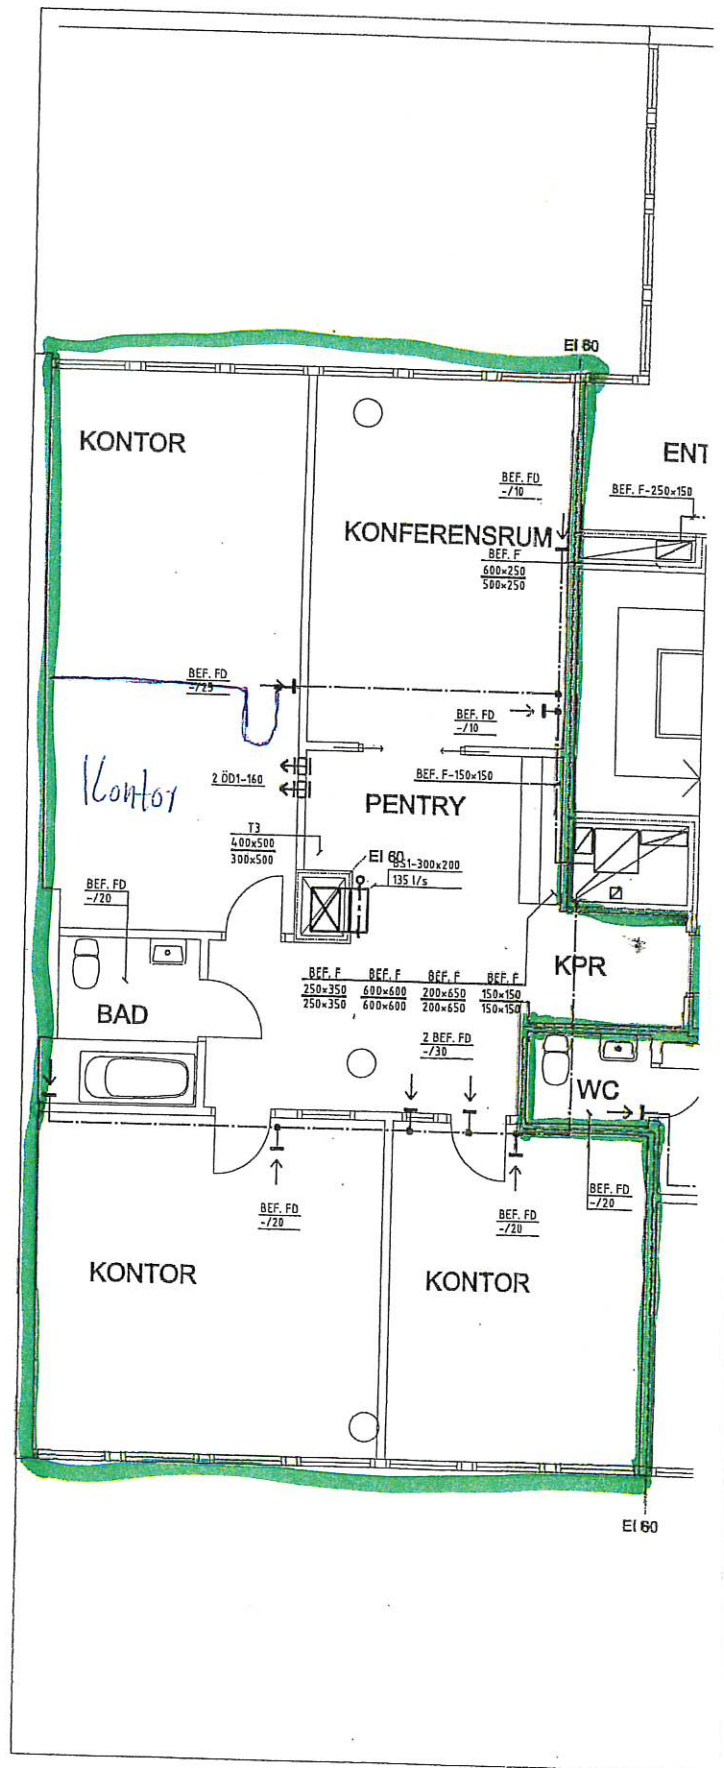 EI 60
KONTOR
ENT
BEF. FD
-/10
BEF. F-250x150
KONFERENSRUM
BEF. F
600x250
500x250
BEF. FD
-/25
BEF. FD
-/10
Kontor
2 ÖD1-160
BEF. F-150x150
PENTRY
T3
400x500
300x500
EI 60
BS1-300x200
135 l/s
BEF. FD
-/20
BEF. F
250x350
250x350
BEF. F
600x600
600x600
BEF. F
200x650
200x650
BEF. F
150x150
150x150
KPR
BAD
2 BEF. FD
-/30
WC
BEF. FD
-/20
BEF. FD
-/20
BEF. FD
-/20
KONTOR
KONTOR
EI 60